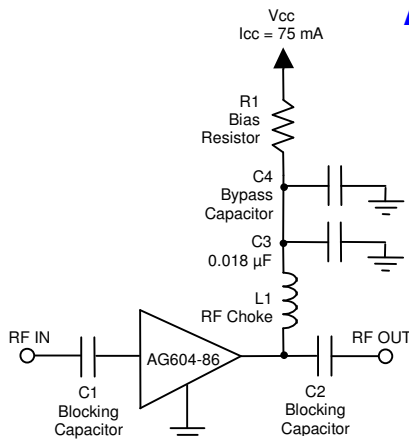 Vcc
Icc = 75 mA
R1
Bias
Resistor
C4
Bypass
Capacitor
C3
0.018 µF
L1
RF Choke
RF IN
AG604-86
RF OUT
C1
Blocking
Capacitor
C2
Blocking
Capacitor